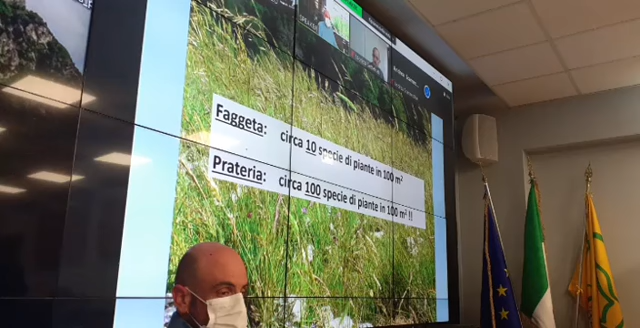 Faggeta: circa 10 specie di piante in 100 m²
Prateria: circa 100 specie di piante in 100 m² !!